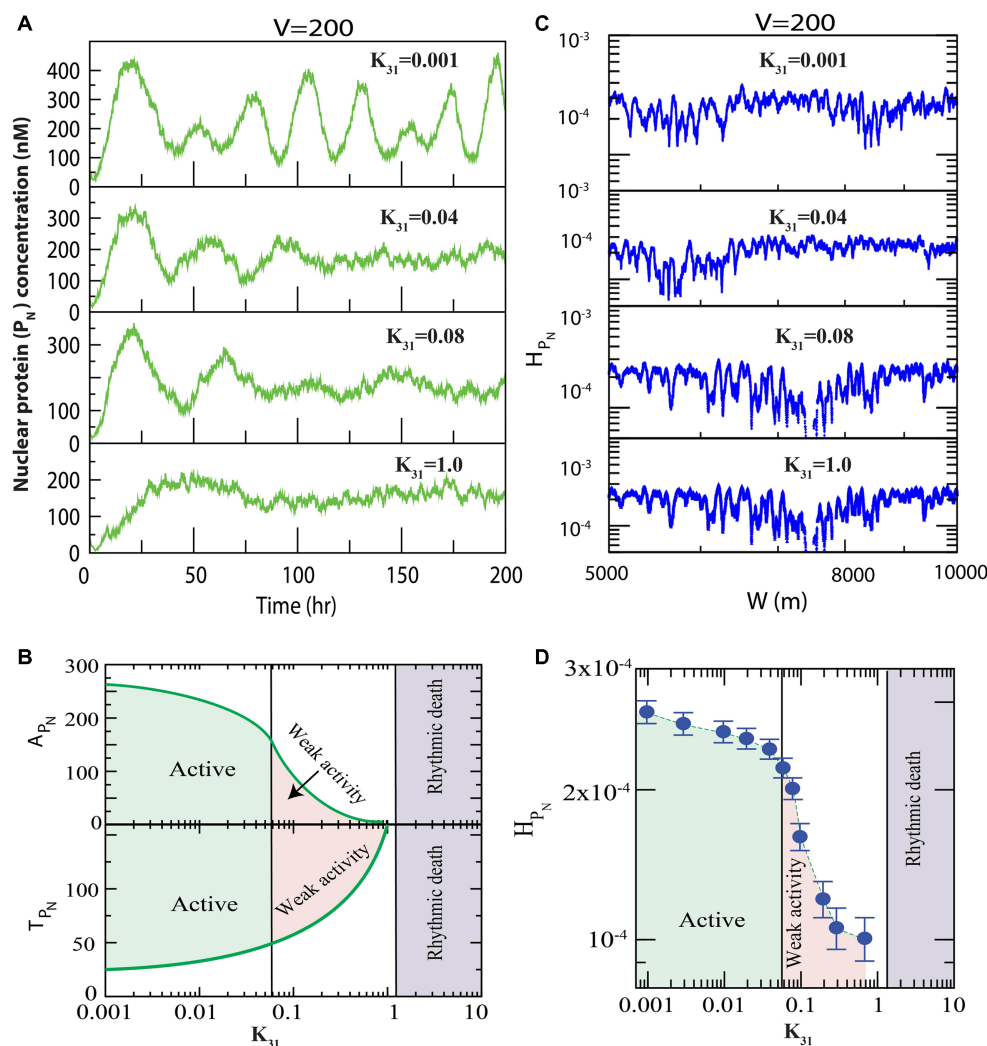 A
V=200
K31=0.001
400
300
200
100
0
K31=0.04
300
200
100
0
K31=0.08
300
200
100
0
K31=1.0
200
100
0
0 50 100 150 200
Time (hr)
Nuclear protein (PN) concentration (nM)
C
V=200
10-3
K31=0.001
10-4
10-3
K31=0.04
10-4
10-3
K31=0.08
10-4
10-3
K31=1.0
10-4
5000 8000 10000
W (m)
HPN
B
300
200
100
0
APN
Active
Weak activity
Rhythmic death
100
50
0
TPN
Active
Weak activity
Rhythmic death
0.001 0.01 0.1 1 10
K31
D
3x10-4
2x10-4
10-4
HPN
Active
Weak activity
Rhythmic death
0.001 0.01 0.1 1 10
K31